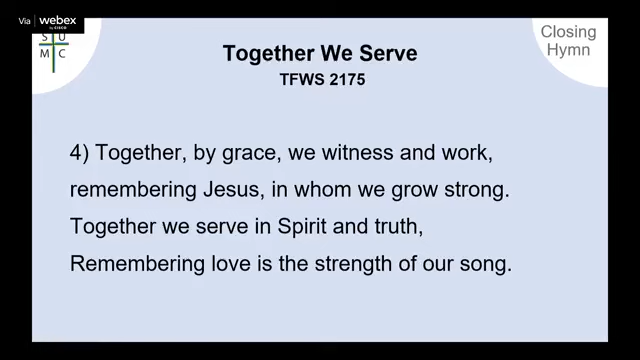 Via webex
by CISCO
S U
M C
Closing
Hymn
Together We Serve
TFWS 2175
4) Together, by grace, we witness and work,
remembering Jesus, in whom we grow strong.
Together we serve in Spirit and truth,
Remembering love is the strength of our song.